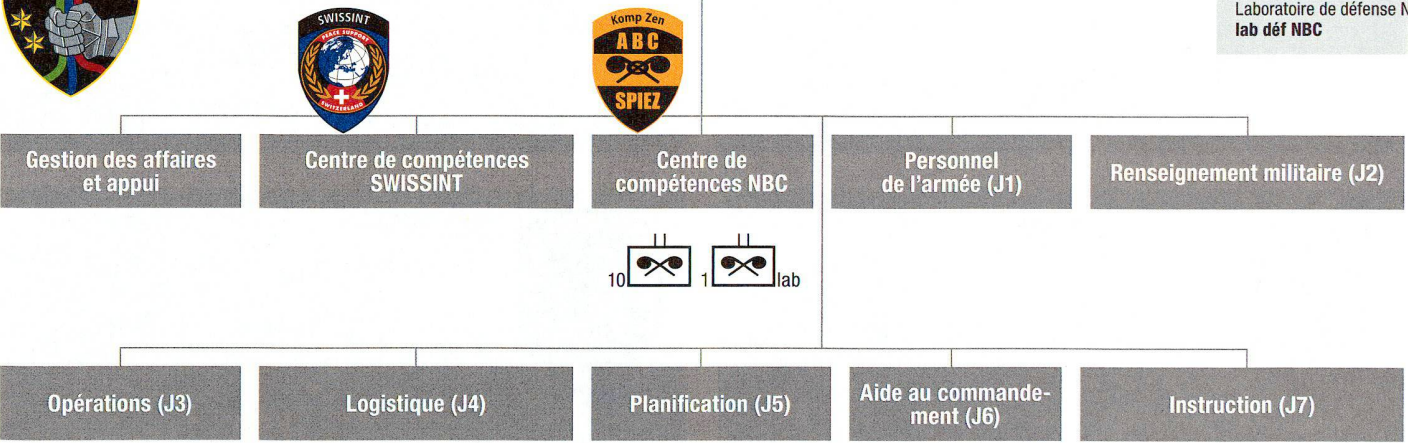 Laboratoire de défense N
lab déf NBC
SWISSINT
PEACE SUPPORT
SWITZERLAND
Komp Zen
ABC
SPIEZ
Gestion des affaires
et appui
Centre de compétences
SWISSINT
Centre de
compétences NBC
Personnel
de l'armée (J1)
Renseignement militaire (J2)
10
1
lab
Opérations (J3)
Logistique (J4)
Planification (J5)
Aide au commande-
ment (J6)
Instruction (J7)